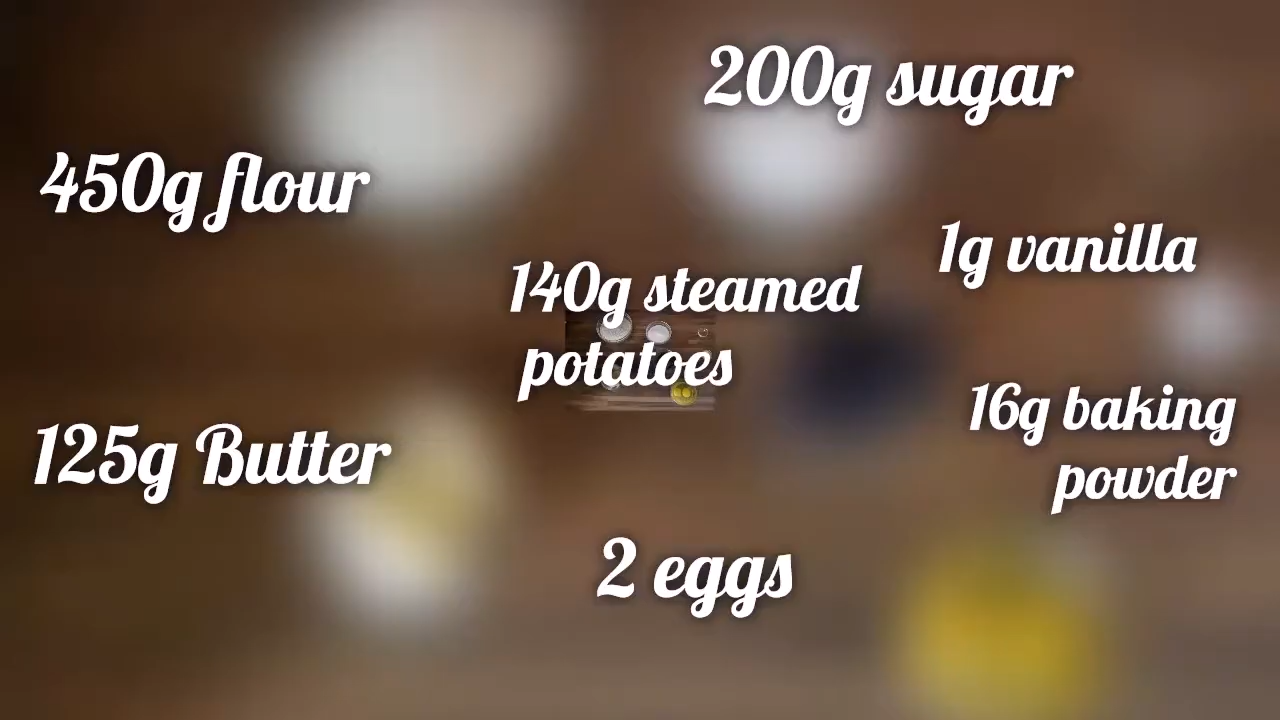 200g sugar
450g flour
1g vanilla
140g steamed
potatoes
16g baking
powder
125g Butter
2 eggs